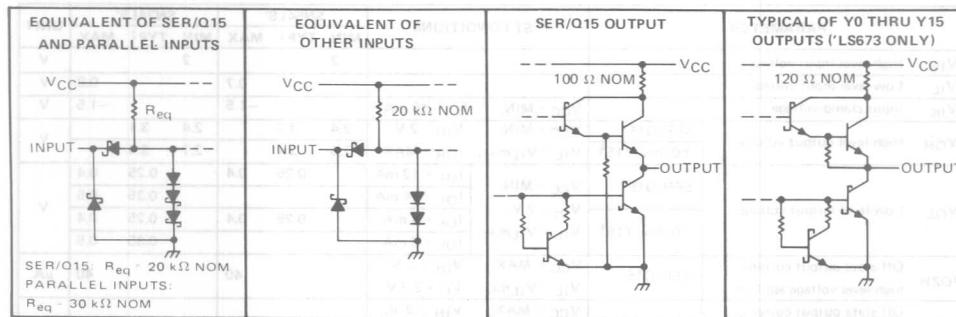 EQUIVALENT OF SER/Q15
AND PARALLEL INPUTS
VCC
Req
INPUT
SER/Q15: Req - 20 kΩ NOM
PARALLEL INPUTS:
Req - 30 kΩ NOM
EQUIVALENT OF
OTHER INPUTS
VCC
20 kΩ NOM
INPUT
SER/Q15 OUTPUT
VCC
100 Ω NOM
OUTPUT
TYPICAL OF Y0 THRU Y15
OUTPUTS ('LS673 ONLY)
VCC
120 Ω NOM
OUTPUT